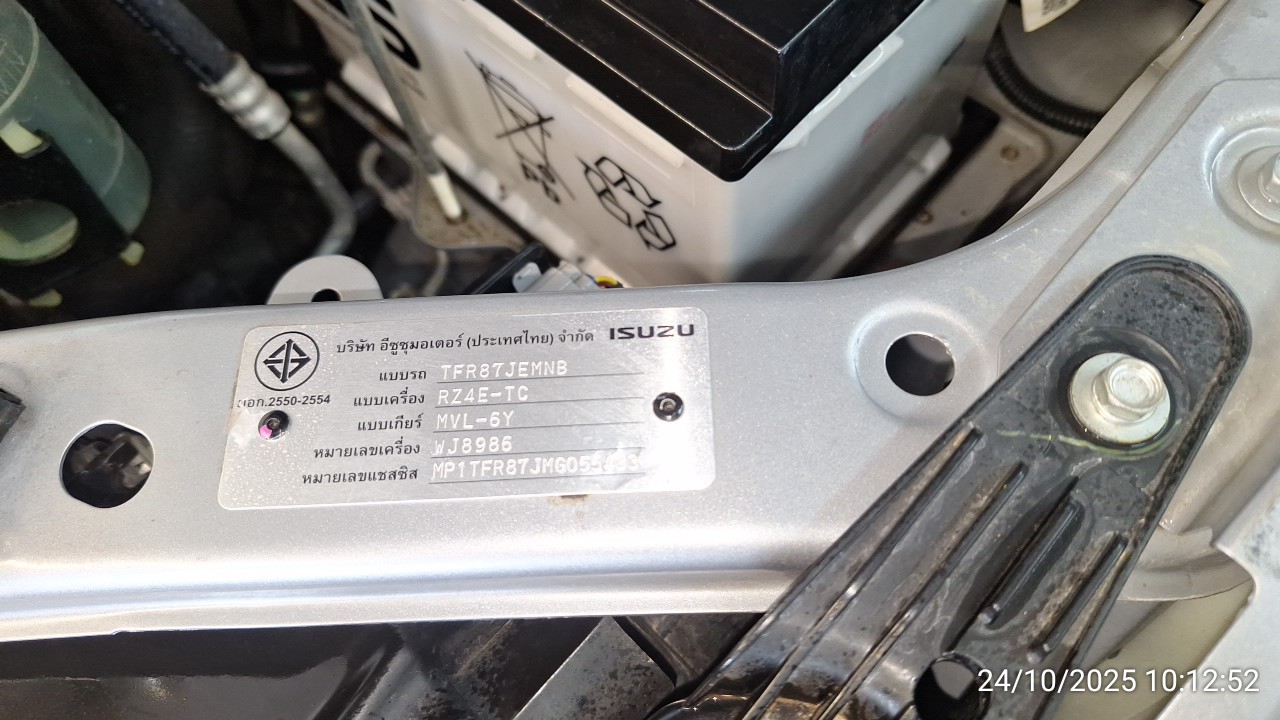 บริษัท อีซูซุมอเตอร์ (ประเทศไทย) จำกัด ISUZU
แบบรถ TFR87JEMNB
มอก.2550-2554 แบบเครื่อง RZ4E-TC
แบบเกียร์ MVL-6Y
หมายเลขเครื่อง WJ8986
หมายเลขแชสซิส
24/10/2025 10:12:52